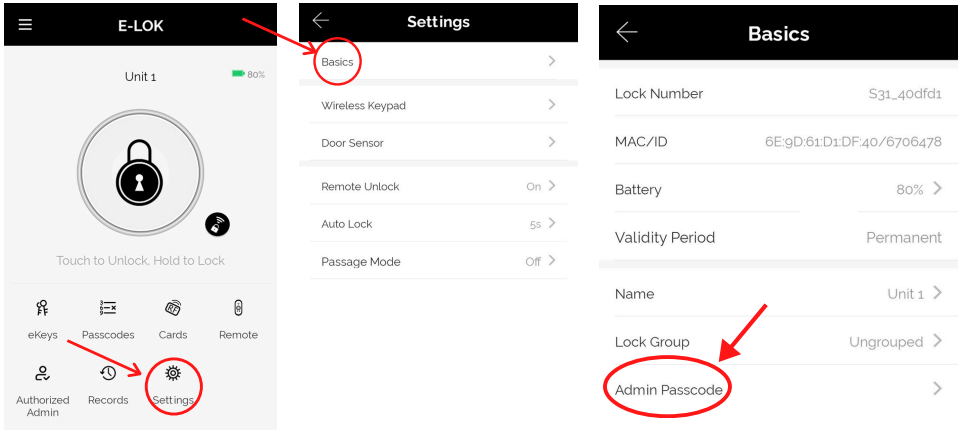 E-LOK
Unit 1
80%
Touch to Unlock, Hold to Lock
eKeys
Passcodes
Cards
Remote
Authorized
Admin
Records
Settings
Settings
Basics
Wireless Keypad
Door Sensor
Remote Unlock On
Auto Lock 5s
Passage Mode Off
Basics
Lock Number S31_40dfd1
MAC/ID 6E:9D:61:D1:DF:40/6706478
Battery 80%
Validity Period Permanent
Name Unit 1
Lock Group Ungrouped
Admin Passcode